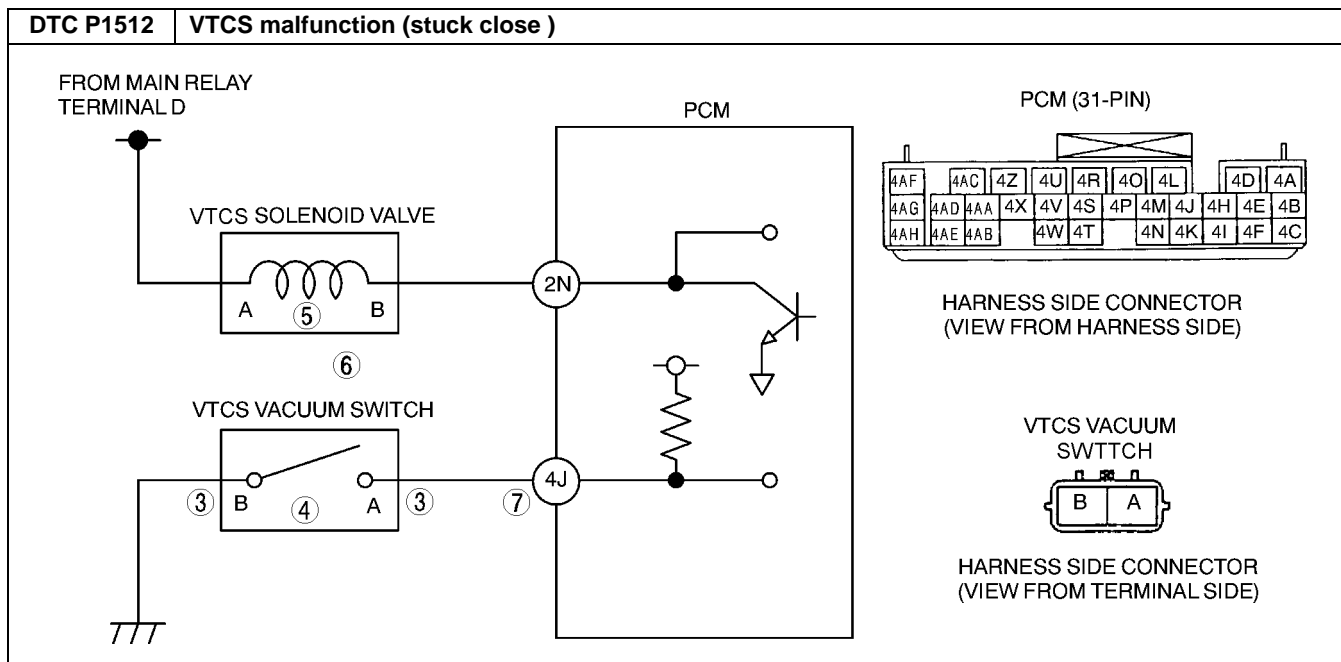 DTC P1512 VTCS malfunction (stuck close )
FROM MAIN RELAY
TERMINAL D
PCM
PCM (31-PIN)
4AF 4AC 4Z 4U 4R 4O 4L 4D 4A
4AG 4AD 4AA 4X 4V 4S 4P 4M 4J 4H 4E 4B
4AH 4AE 4AB 4W 4T 4N 4K 4I 4F 4C
HARNESS SIDE CONNECTOR
(VIEW FROM HARNESS SIDE)
VTCS SOLENOID VALVE
A ⑤ B
2N
⑥
VTCS VACUUM SWITCH
③ B ④ A ③ ⑦ 4J
VTCS VACUUM
SWTTCH
B A
HARNESS SIDE CONNECTOR
(VIEW FROM TERMINAL SIDE)